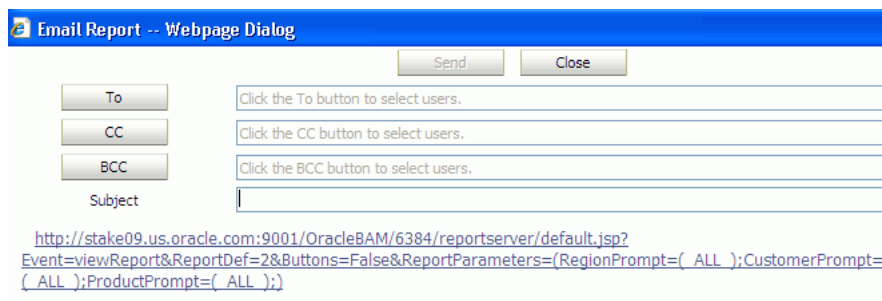 Email Report -- Webpage Dialog
Send Close
To Click the To button to select users.
CC Click the CC button to select users.
BCC Click the BCC button to select users.
Subject
http://stake09.us.oracle.com:9001/OracleBAM/6384/reportserver/default.jsp?
Event=viewReport&ReportDef=2&Buttons=False&ReportParameters=(RegionPrompt=(_ALL_);CustomerPrompt=
(_ALL_);ProductPrompt=(_ALL_);)